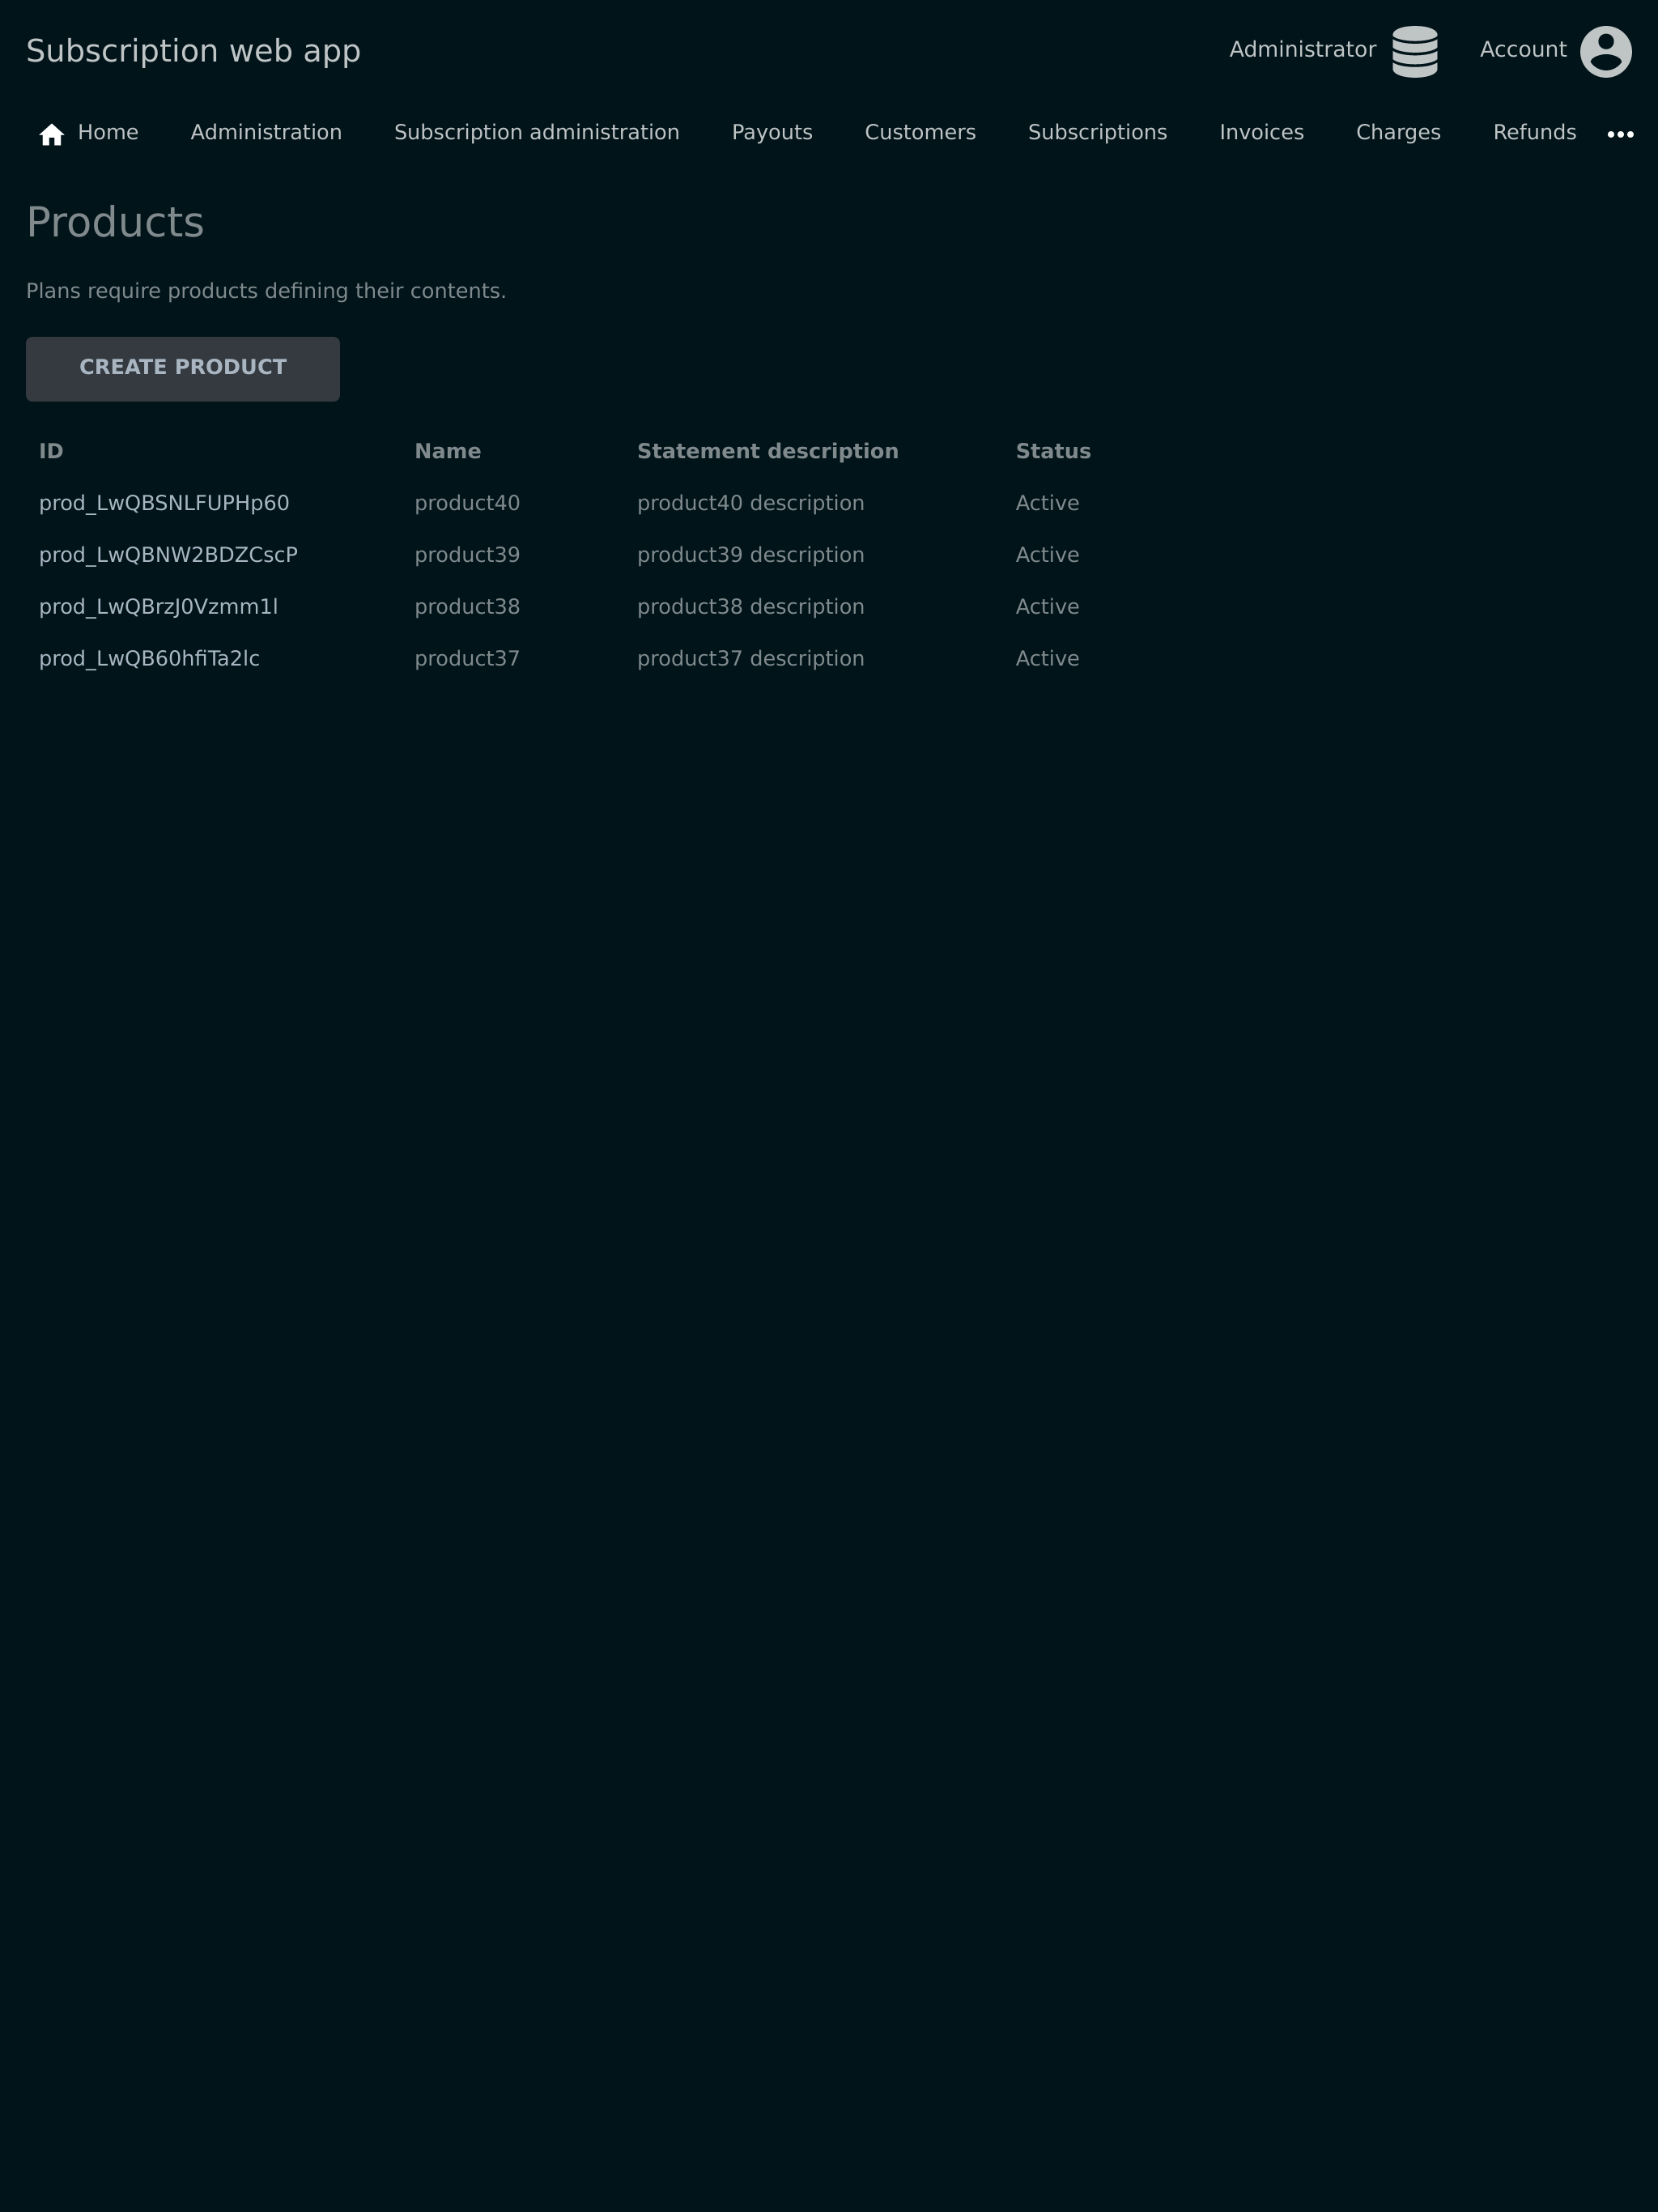 Subscription web app Administrator Account
Home Administration Subscription administration Payouts Customers Subscriptions Invoices Charges Refunds
Products
Plans require products defining their contents.
CREATE PRODUCT
ID Name Statement description Status
prod_LwQBSNLFUPHp60 product40 product40 description Active
prod_LwQBNW2BDZCscP product39 product39 description Active
prod_LwQBrzJ0Vzmm1l product38 product38 description Active
prod_LwQB60hfiTa2lc product37 product37 description Active